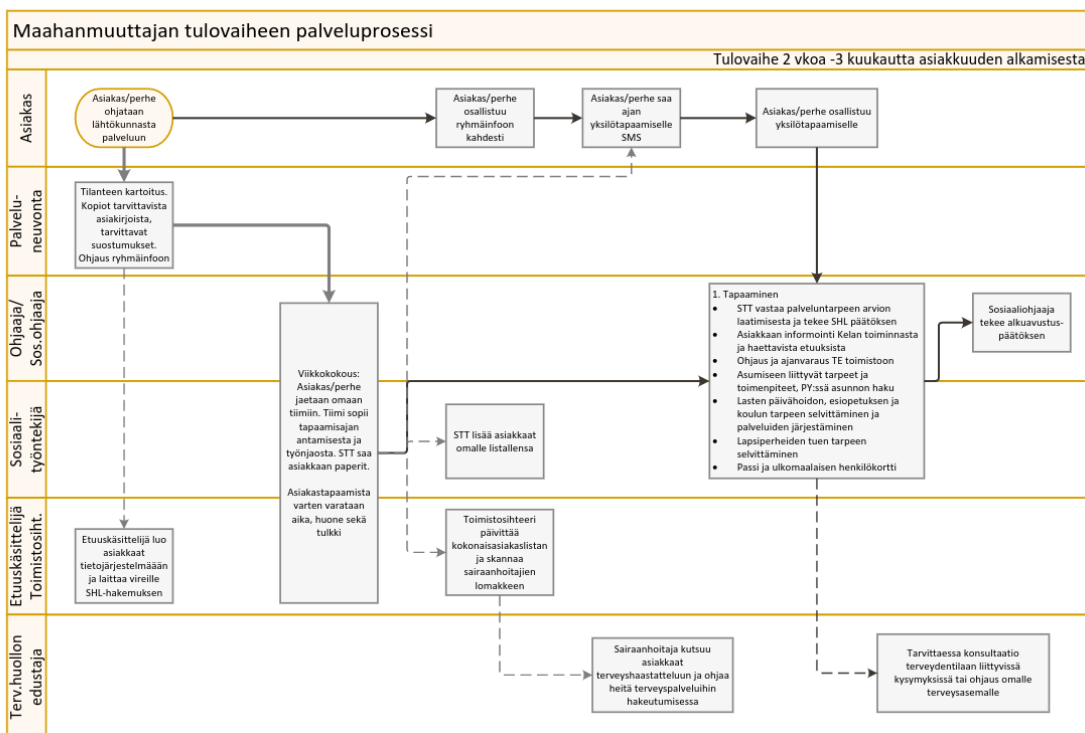 Maahanmuuttajan tulovaiheen palveluprosessi
Tulovaihe 2 vkoa -3 kuukautta asiakkuuden alkamisesta
Asiakas
Asiakas/perhe
ohjataan
lähtökunnasta
palveluun
Asiakas/perhe
osallistuu
ryhmäinfoon
kahdesti
Asiakas/perhe saa
ajan
yksilötapaamiselle
SMS
Asiakas/perhe osallistuu
yksilötapaamiselle
Palvelu-
neuvonta
Tilanteen kartoitus.
Kopiot tarvittavista
asiakirjoista,
tarvittavat
suostumukset.
Ohjaus ryhmäinfoon
Ohjaaja/
Sos.ohjaaja
Viikkokokous:
Asiakas/perhe
jaetaan omaan
tiimiin. Tiimi sopii
tapaamisajan
antamisesta ja
työnjaosta. STT saa
asiakkaan paperit.
Asiakastapaamista
varten varataan
aika, huone sekä
tulkki
1. Tapaaminen
• STT vastaa palveluntarpeen arvion
laatimisesta ja tekee SHL päätöksen
• Asiakkaan informointi Kelan toiminnasta
ja haettavista etuuksista
• Ohjaus ja ajanvaraus TE toimistoon
• Asumiseen liittyvät tarpeet ja
toimenpiteet, PY:ssä asunnon haku
• Lasten päivähoidon, esiopetuksen ja
koulun tarpeen selvittäminen ja
palveluiden järjestäminen
• Lapsiperheiden tuen tarpeen
selvittäminen
• Passi ja ulkomaalaisen henkilökortti
Sosiaaliohjaaja
tekee alkuavustus-
päätöksen
Sosiaali-
työntekijä
STT lisää asiakkaat
omalle listallensa
Etuuskäsittelijä
Toimistosiht.
Etuuskäsittelijä luo
asiakkaat
tietojärjestelmäään
ja laittaa vireille
SHL-hakemuksen
Toimistosihteeri
päivittää
kokonaisasiakaslistan
ja skannaa
sairaanhoitajien
lomakkeen
Terv.huollon
edustaja
Sairaanhoitaja kutsuu
asiakkaat
terveyshaastatteluun ja ohjaa
heitä terveyspalveluihin
hakeutumisessa
Tarvittaessa konsultaatio
terveydentilaan liittyvissä
kysymyksissä tai ohjaus omalle
terveysasemalle